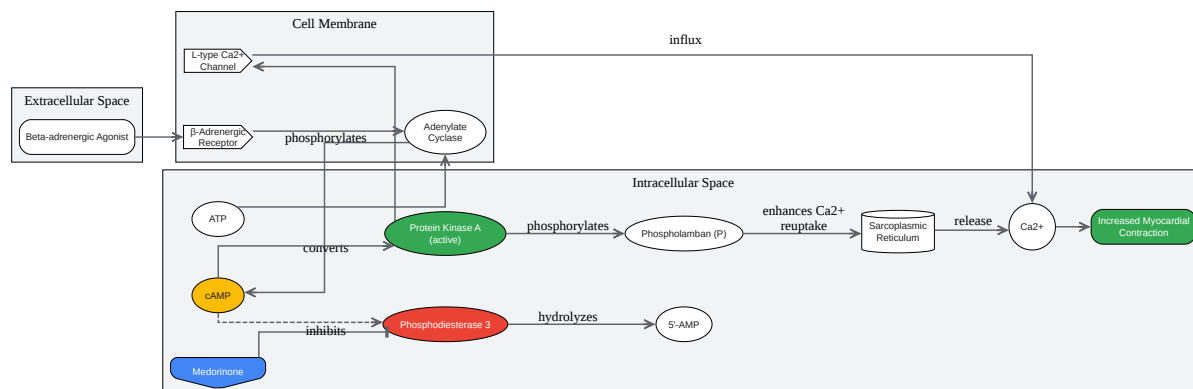 Cell Membrane
L-type Ca2+
Channel
influx
Extracellular Space
Beta-adrenergic Agonist
β-Adrenergic
Receptor
phosphorylates
Adenylate
Cyclase
Intracellular Space
ATP
Protein Kinase A
(active)
phosphorylates
Phospholamban (P)
enhances Ca2+
reuptake
Sarcoplasmic
Reticulum
release
Ca2+
Increased Myocardial
Contraction
converts
cAMP
inhibits
Phosphodiesterase 3
hydrolyzes
5'-AMP
Medorinone